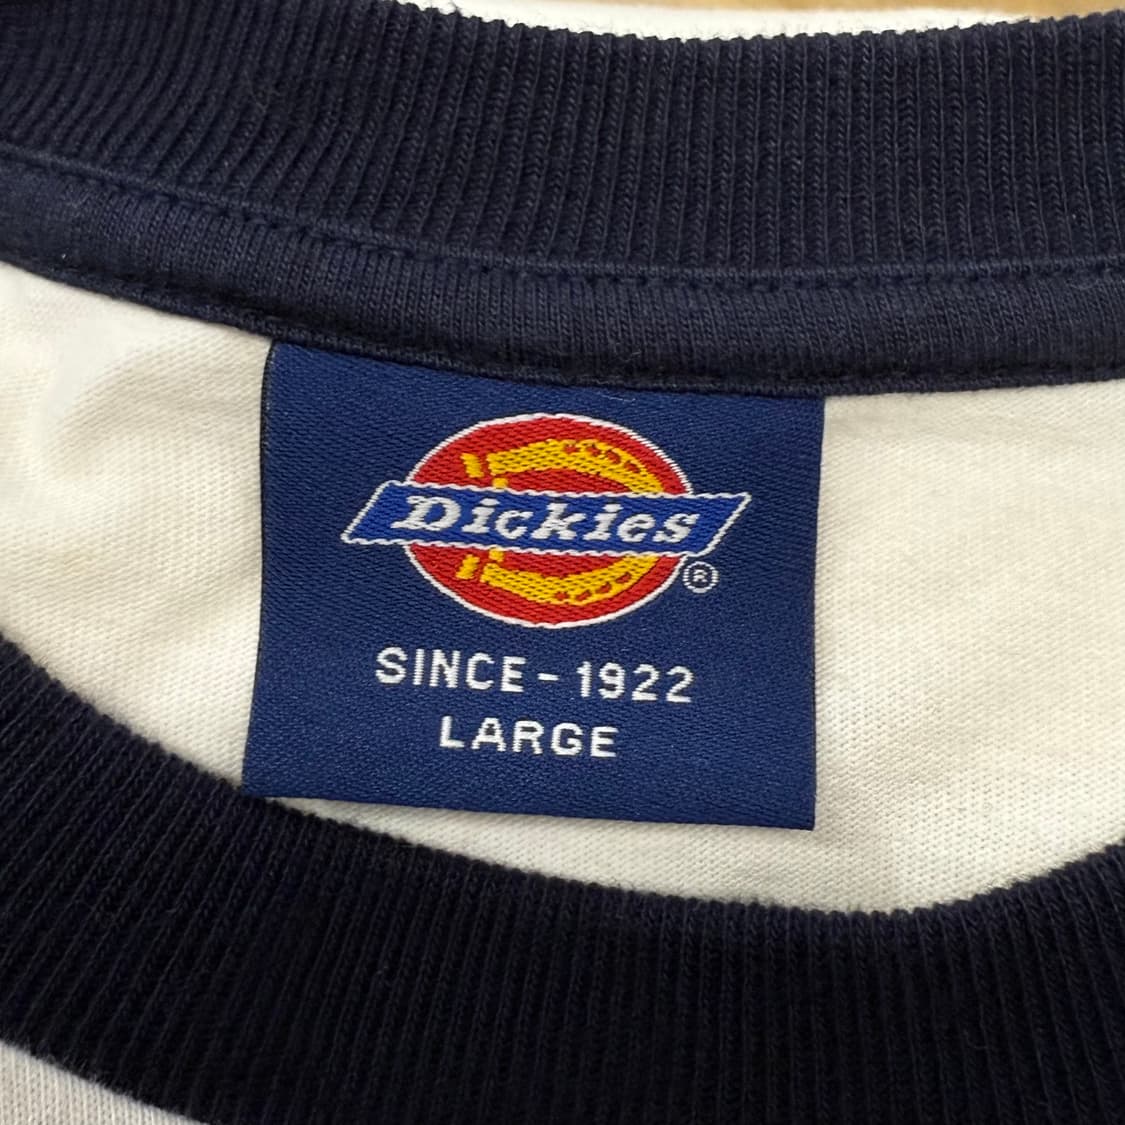 Dickies
®
SINCE - 1922
LARGE